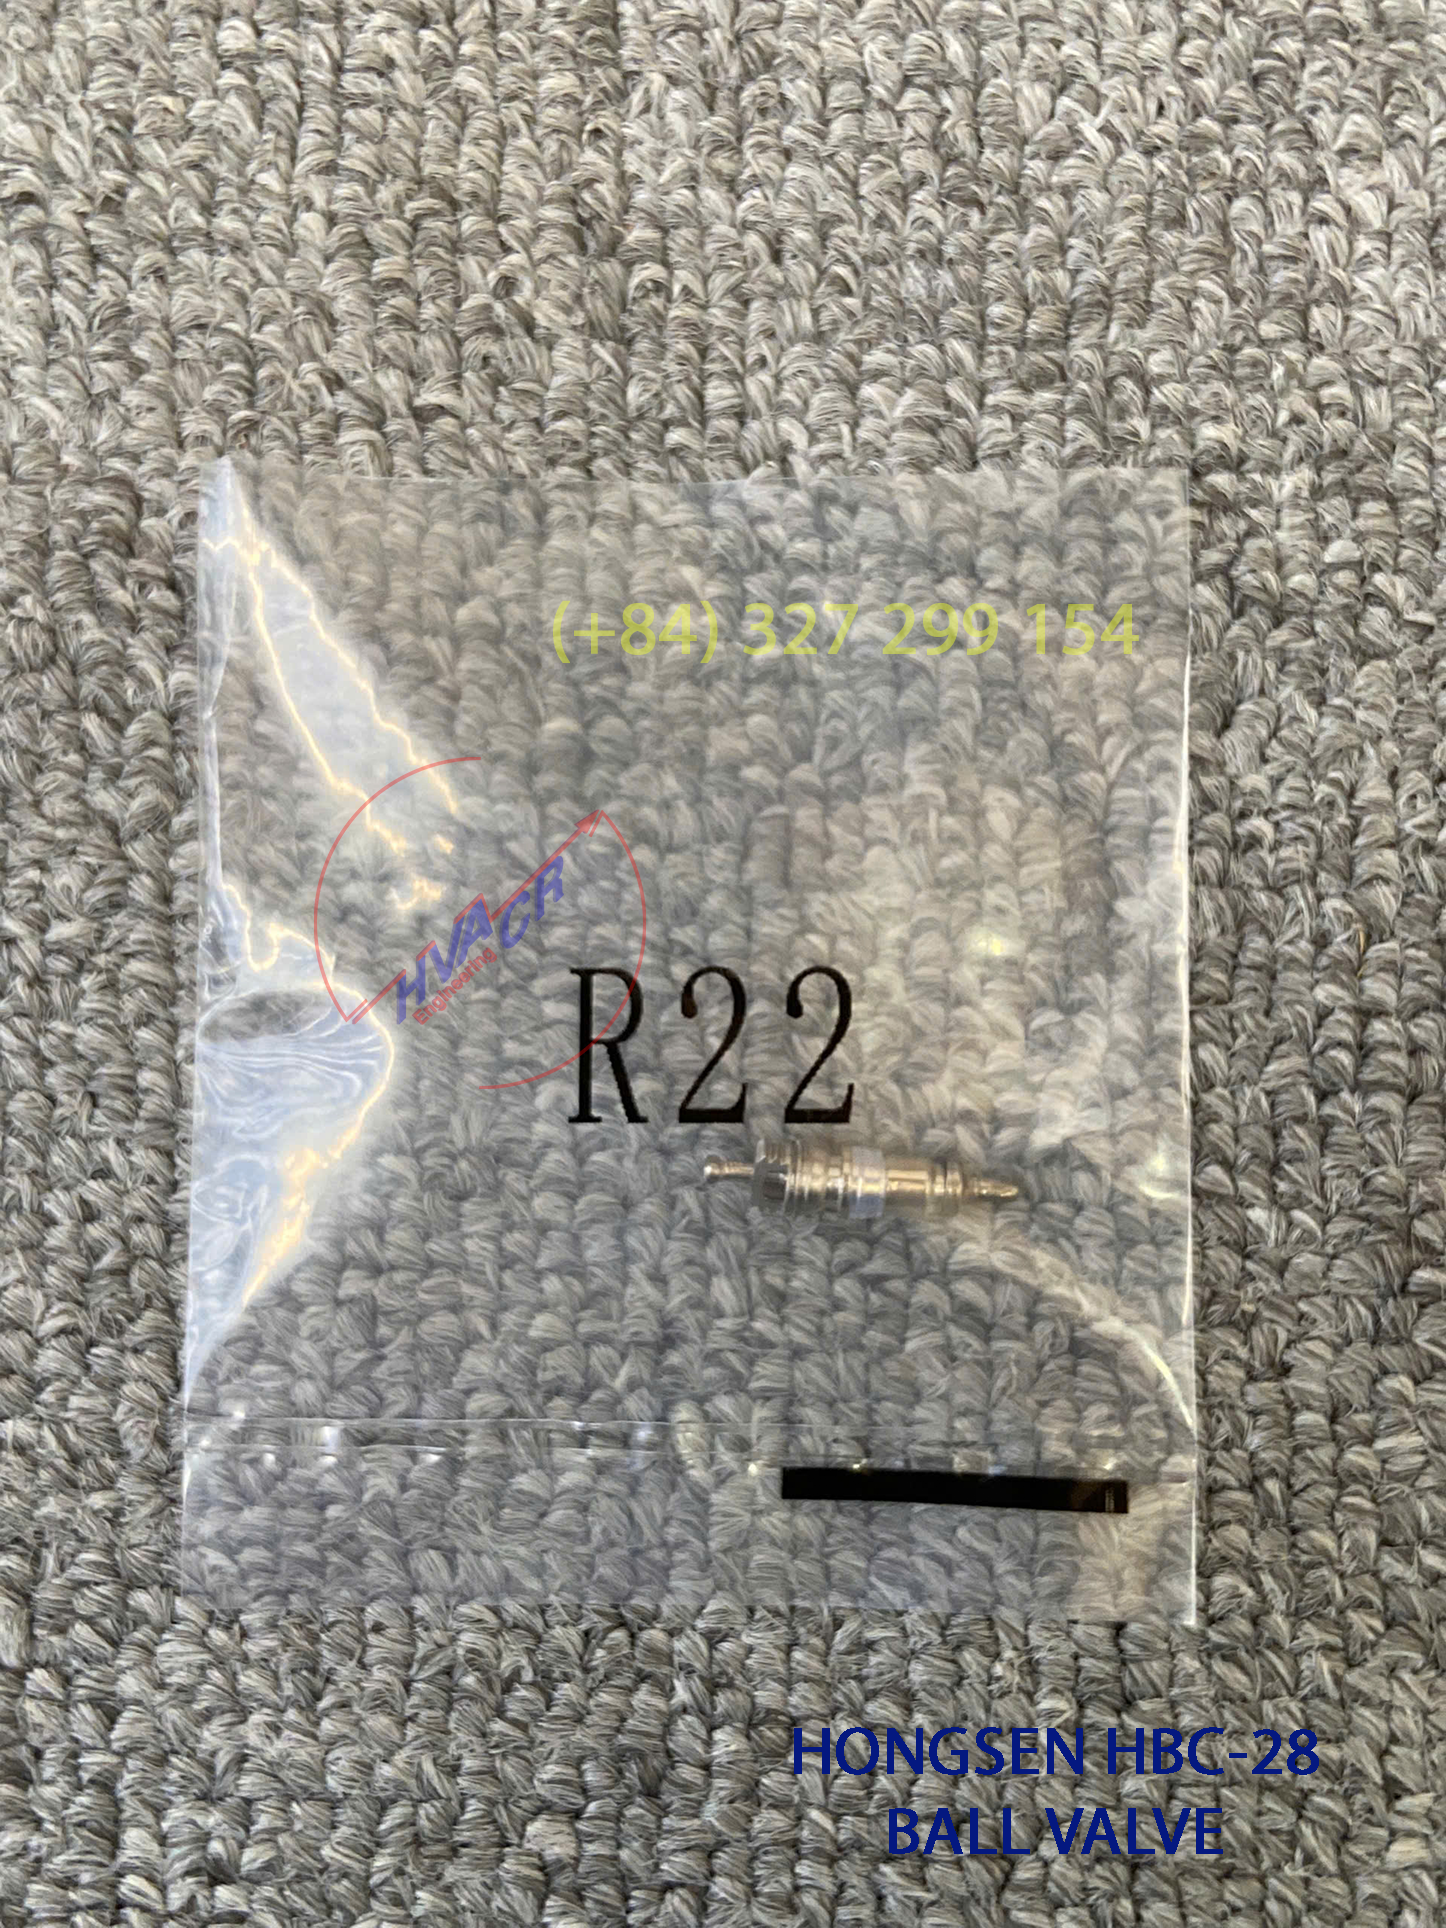 (+84) 327 299 154
HVACR
Engineering
R22
HONGSEN HBC-28
BALL VALVE